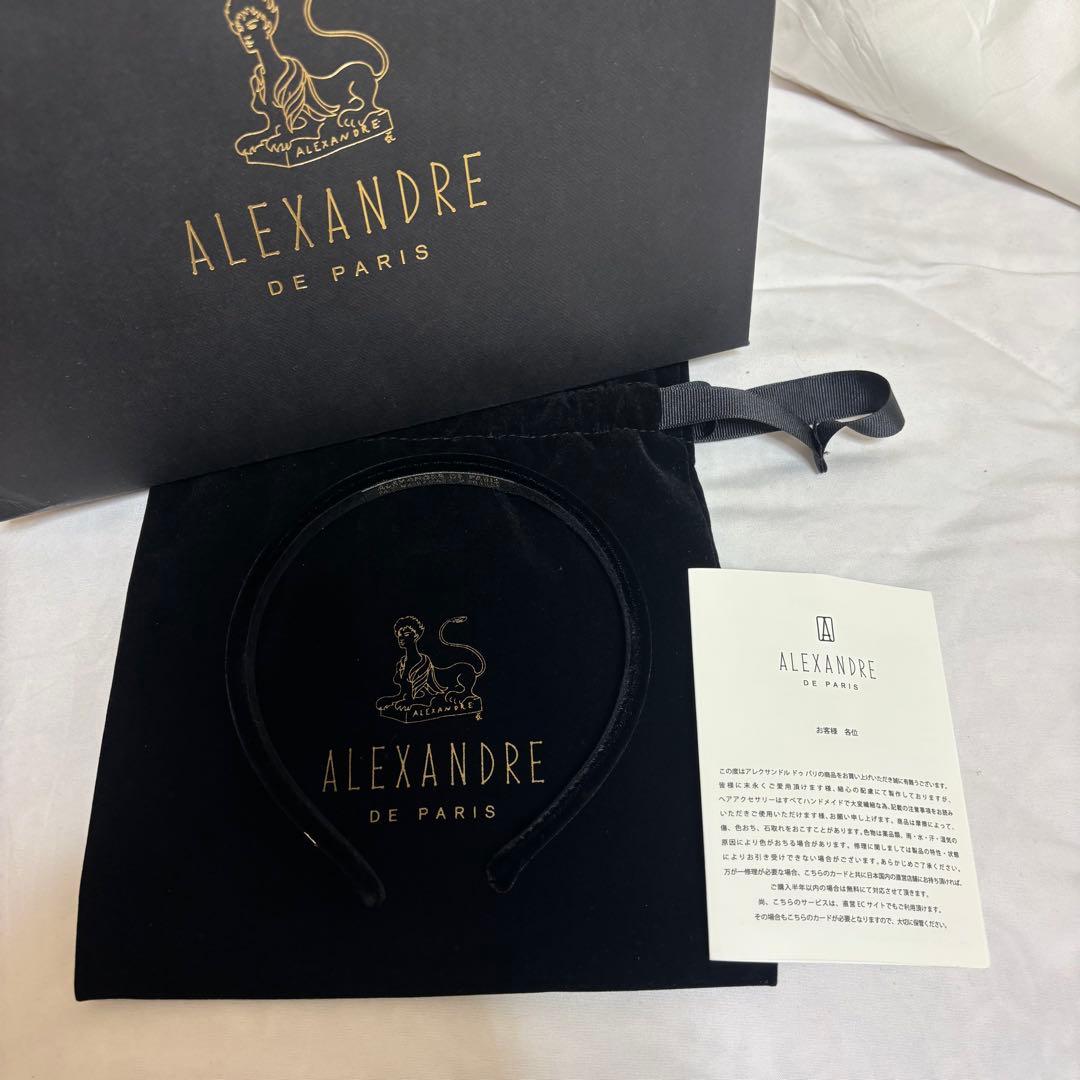 ALEXANDRE
ALEXANDRE
DE PARIS
ALEXANDRE DE PARIS
ALEXANDRE
ALEXANDRE
DE PARIS
A
ALEXANDRE
DE PARIS
お客様 各位
この度はアレクサンドル ドゥ パリの商品をお買い上げいただき誠に有難うございます。
皆様に末永くご愛用頂けます様、細心の配慮にて製作しておりますが、
ヘアアクセサリーはすべてハンドメイドで大変繊細な為、記載の注意事項をお読み
いただきご使用いただけます様、お願い申し上げます。商品は摩擦によって、
傷、色おち、石取れをおこすことがあります。色物は薬品類、雨・水・汗・湿気の
原因により色がおちる場合があります。修理に関しましては製品の特性・状態
によりお引き受けできない場合がございます。あらかじめご了承ください。
万が一修理が必要な場合、こちらのカードと共に日本国内の直営店舗にお持ち頂ければ、
ご購入半年以内の場合は無料にて対応させて頂きます。
尚、こちらのサービスは、直営ECサイトでもご利用頂けます。
その場合もこちらのカードが必要となりますので、大切に保管ください。